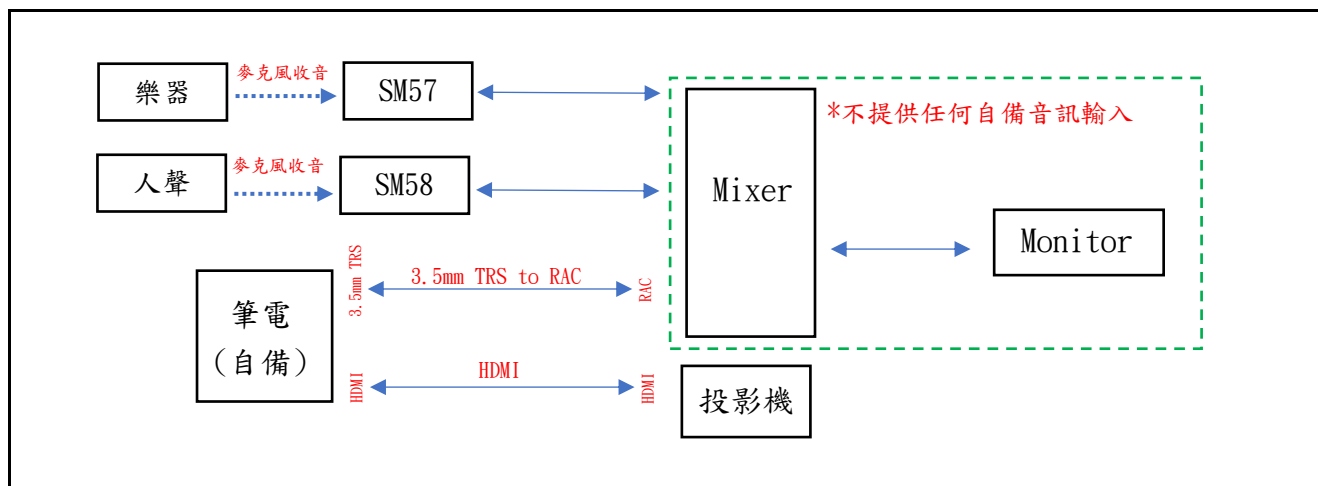 樂器
麥克風收音
SM57
人聲
麥克風收音
SM58
Mixer
*不提供任何自備音訊輸入
Monitor
筆電
(自備)
3.5mm TRS
3.5mm TRS to RAC
RAC
HDMI
HDMI
HDMI
投影機